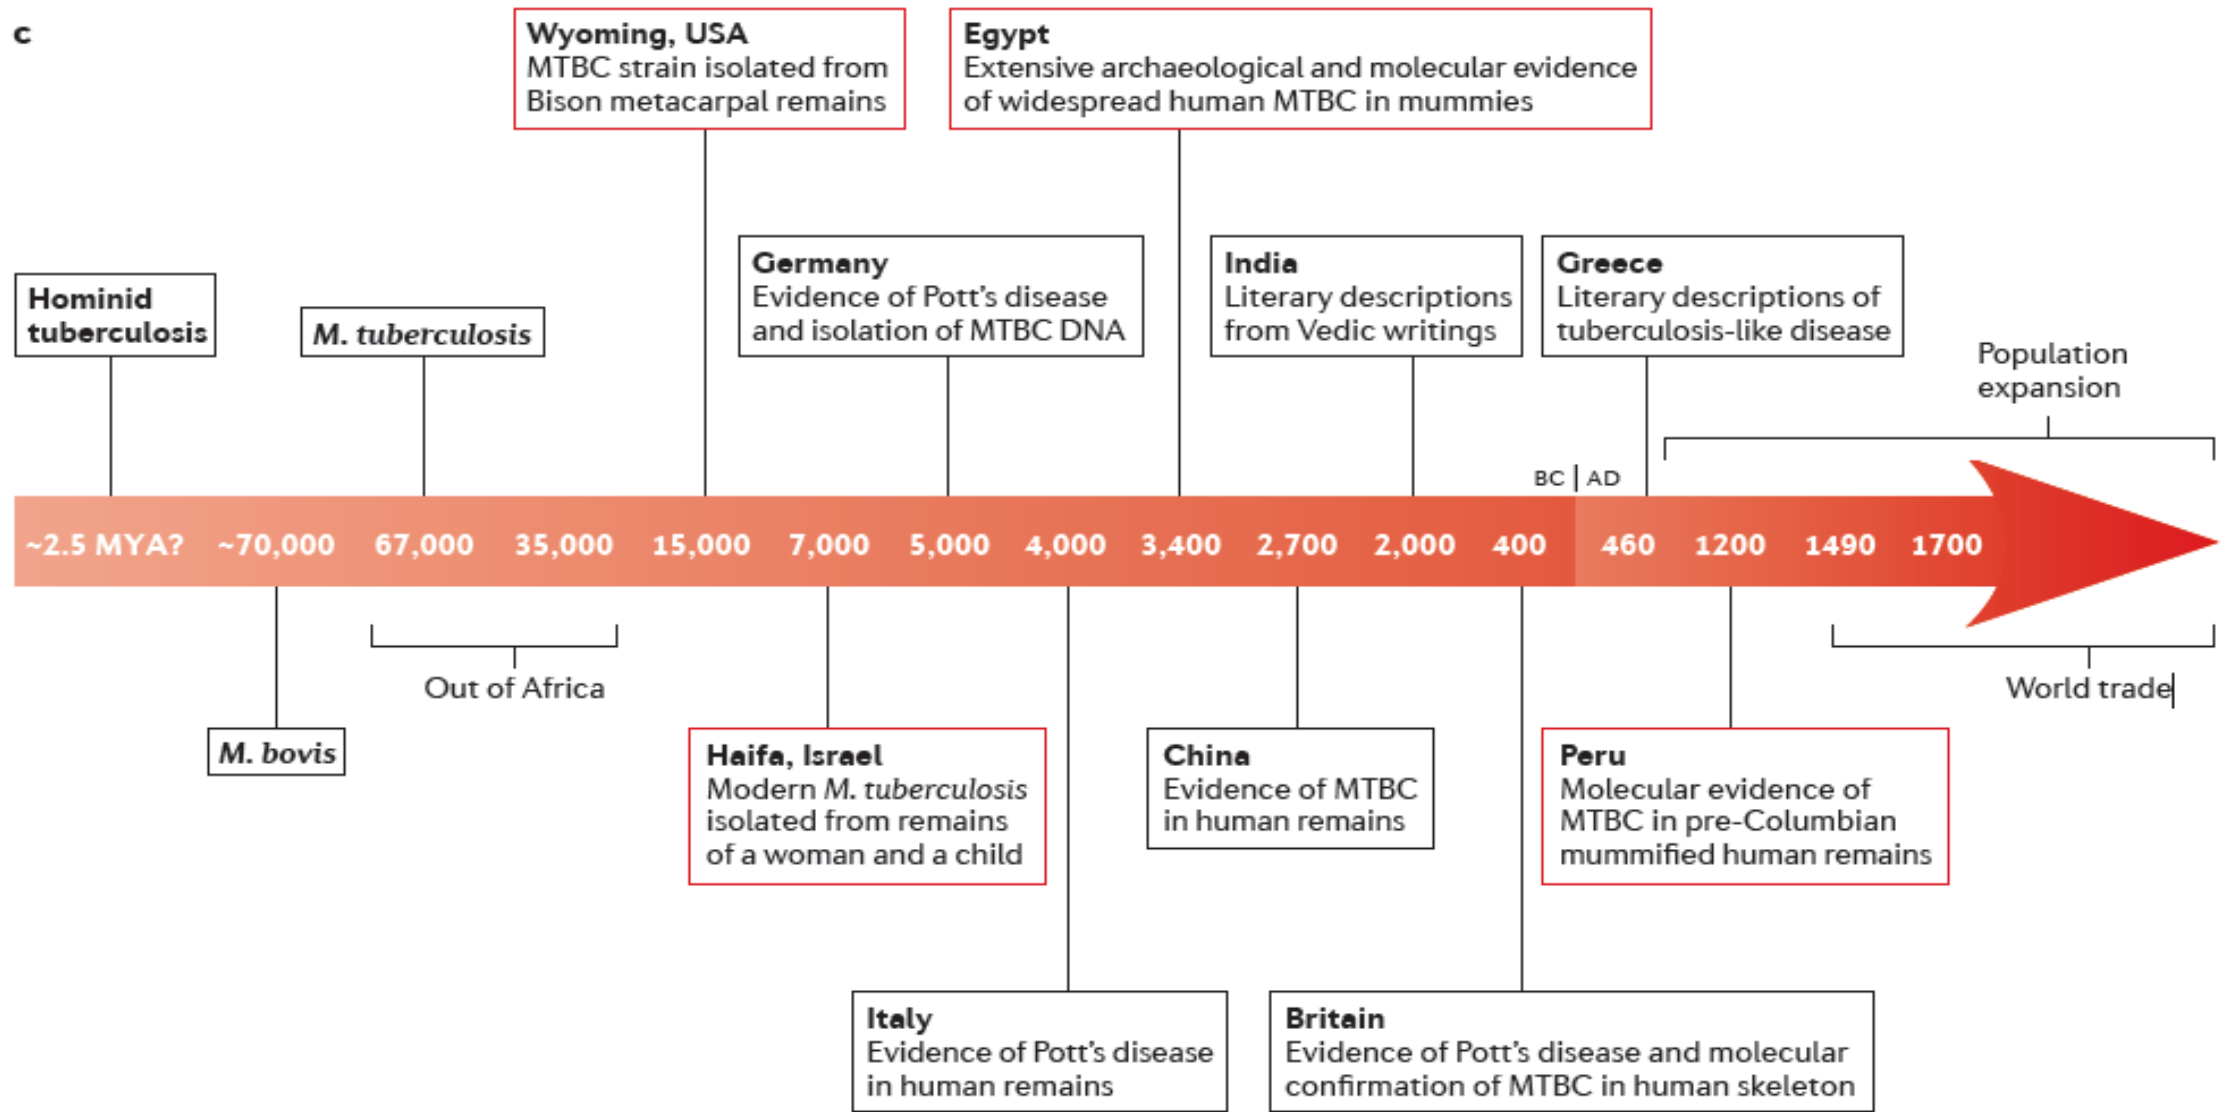 c
Wyoming, USA
MTBC strain isolated from
Bison metacarpal remains
Egypt
Extensive archaeological and molecular evidence
of widespread human MTBC in mummies
Hominid
tuberculosis
M. tuberculosis
Germany
Evidence of Pott’s disease
and isolation of MTBC DNA
India
Literary descriptions
from Vedic writings
Greece
Literary descriptions of
tuberculosis-like disease
Population
expansion
BC | AD
~2.5 MYA? ~70,000 67,000 35,000 15,000 7,000 5,000 4,000 3,400 2,700 2,000 400 460 1200 1490 1700
Out of Africa
World trade
M. bovis
Haifa, Israel
Modern M. tuberculosis
isolated from remains
of a woman and a child
China
Evidence of MTBC
in human remains
Peru
Molecular evidence of
MTBC in pre-Columbian
mummified human remains
Italy
Evidence of Pott’s disease
in human remains
Britain
Evidence of Pott’s disease and molecular
confirmation of MTBC in human skeleton